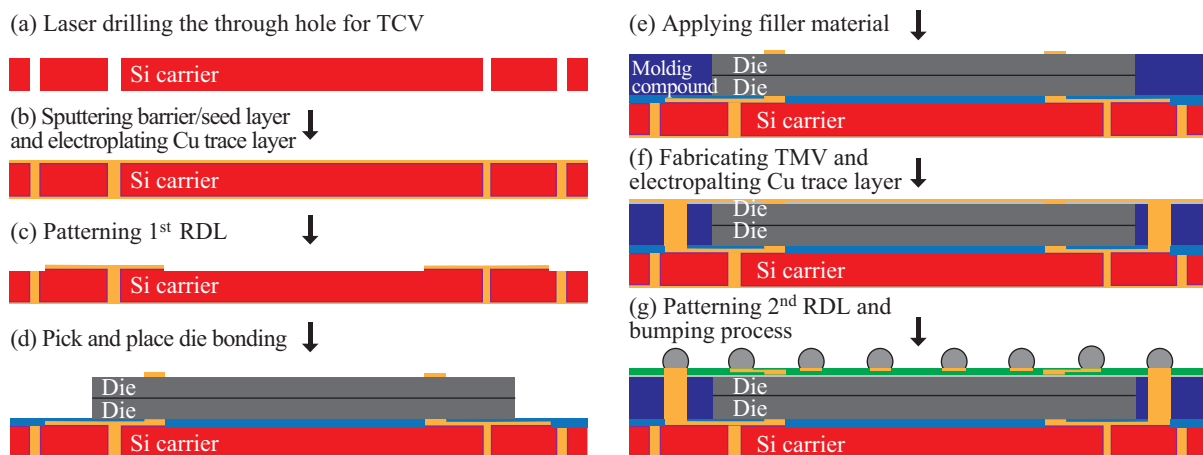 (a) Laser drilling the through hole for TCV
Si carrier
(b) Sputtering barrier/seed layer
and electroplating Cu trace layer
Si carrier
(c) Patterning 1st RDL
Si carrier
(d) Pick and place die bonding
Die
Die
Si carrier
(e) Applying filler material
Moldig
compound
Die
Die
Si carrier
(f) Fabricating TMV and
electropalting Cu trace layer
Die
Die
Si carrier
(g) Patterning 2nd RDL and
bumping process
Die
Die
Si carrier